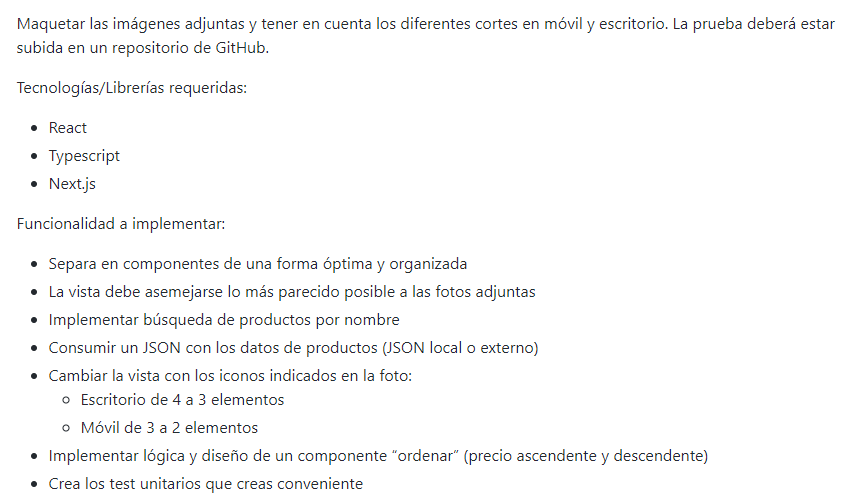 Maquetar las imágenes adjuntas y tener en cuenta los diferentes cortes en móvil y escritorio. La prueba deberá estar
subida en un repositorio de GitHub.
Tecnologías/Librerías requeridas:
• React
• Typescript
• Next.js
Funcionalidad a implementar:
• Separa en componentes de una forma óptima y organizada
• La vista debe asemejarse lo más parecido posible a las fotos adjuntas
• Implementar búsqueda de productos por nombre
• Consumir un JSON con los datos de productos (JSON local o externo)
• Cambiar la vista con los iconos indicados en la foto:
○ Escritorio de 4 a 3 elementos
○ Móvil de 3 a 2 elementos
• Implementar lógica y diseño de un componente “ordenar” (precio ascendente y descendente)
• Crea los test unitarios que creas conveniente